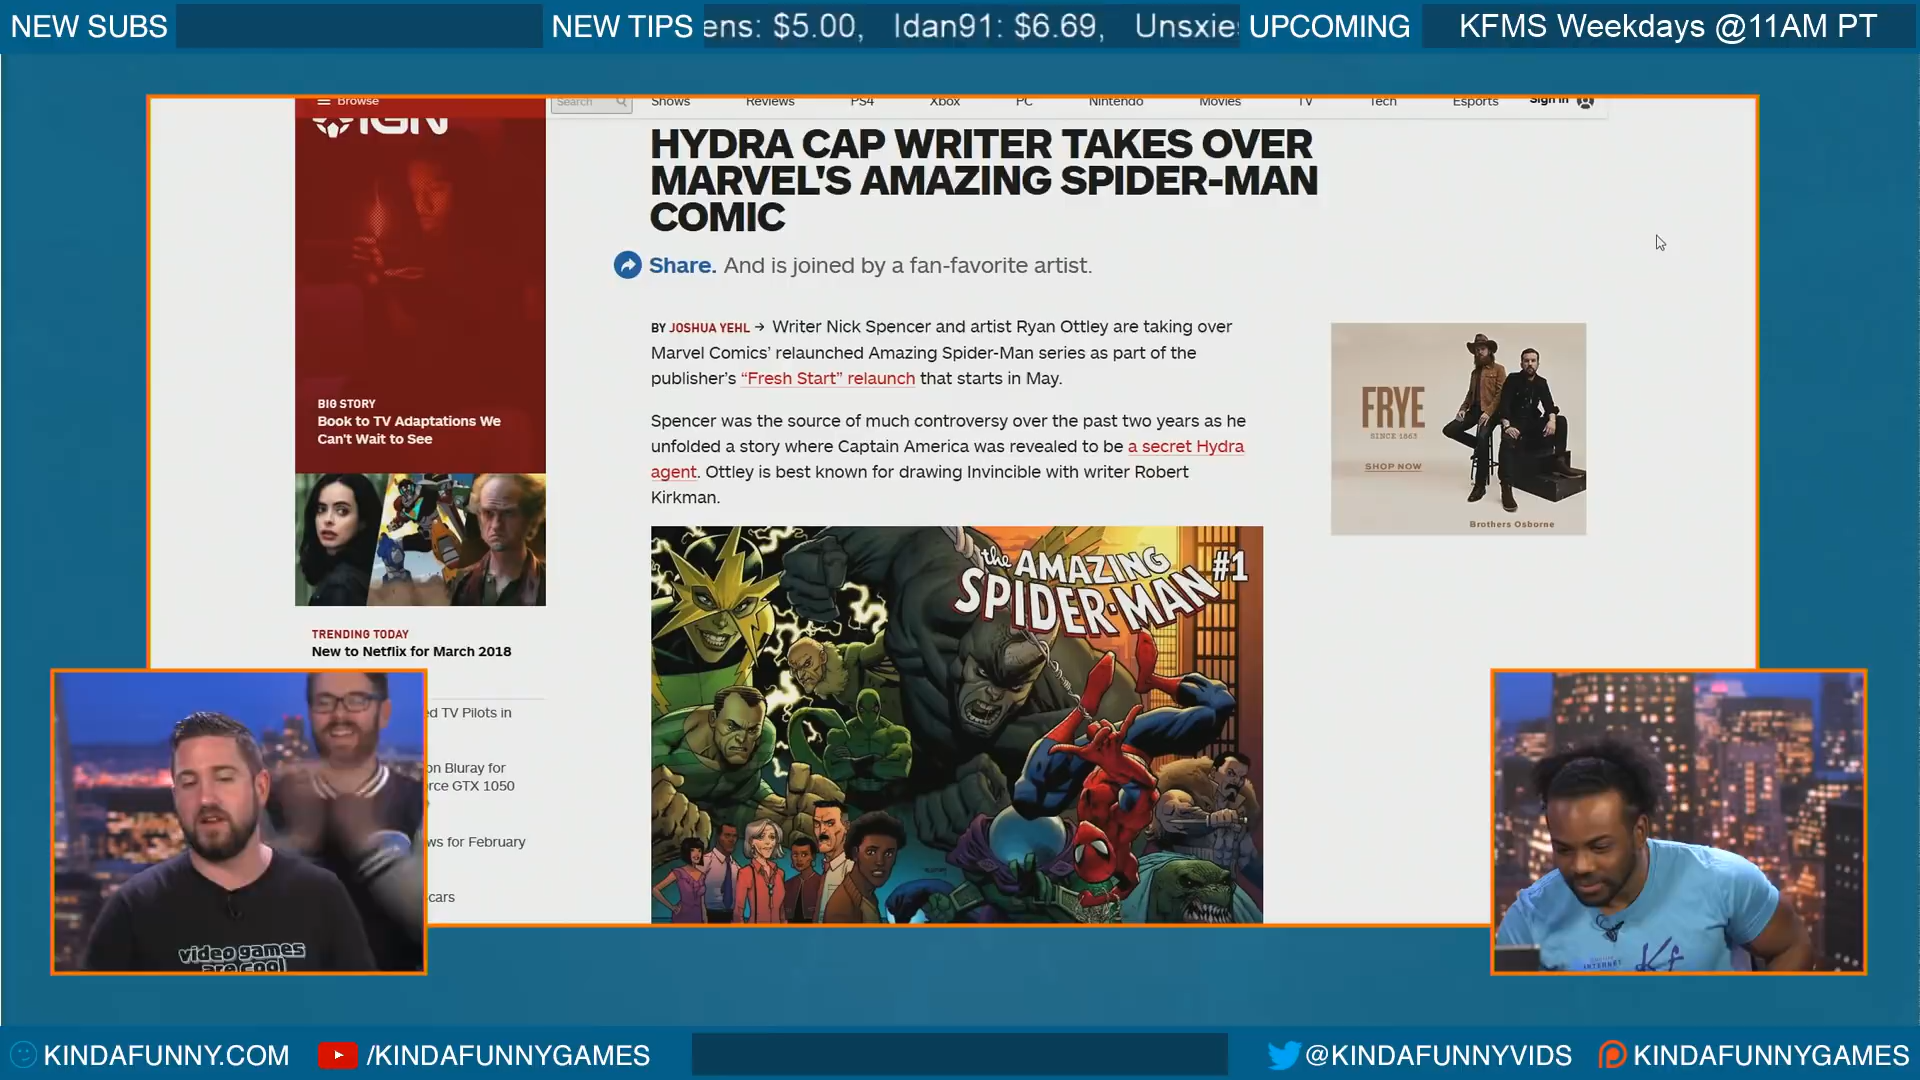 NEW SUBS
NEW TIPS
ens: $5.00, Idan91: $6.69, Unsxie
UPCOMING
KFMS Weekdays @11AM PT
Browse
Search
Shows
Reviews
PS4
Xbox
PC
Nintendo
Movies
TV
Tech
Esports
Sign In
IGN
HYDRA CAP WRITER TAKES OVER
MARVEL'S AMAZING SPIDER-MAN
COMIC
Share. And is joined by a fan-favorite artist.
BY JOSHUA YEHL → Writer Nick Spencer and artist Ryan Ottley are taking over
Marvel Comics’ relaunched Amazing Spider-Man series as part of the
publisher’s “Fresh Start” relaunch that starts in May.
Spencer was the source of much controversy over the past two years as he
unfolded a story where Captain America was revealed to be a secret Hydra
agent. Ottley is best known for drawing Invincible with writer Robert
Kirkman.
BIG STORY
Book to TV Adaptations We
Can't Wait to See
TRENDING TODAY
New to Netflix for March 2018
ed TV Pilots in
on Bluray for
rce GTX 1050
ws for February
scars
FRYE
SINCE 1863
SHOP NOW
Brothers Osborne
the AMAZING
SPIDER-MAN
#1
video games
are cool
INTERNET
Kf
KINDAFUNNY.COM
/KINDAFUNNYGAMES
@KINDAFUNNYVIDS
KINDAFUNNYGAMES